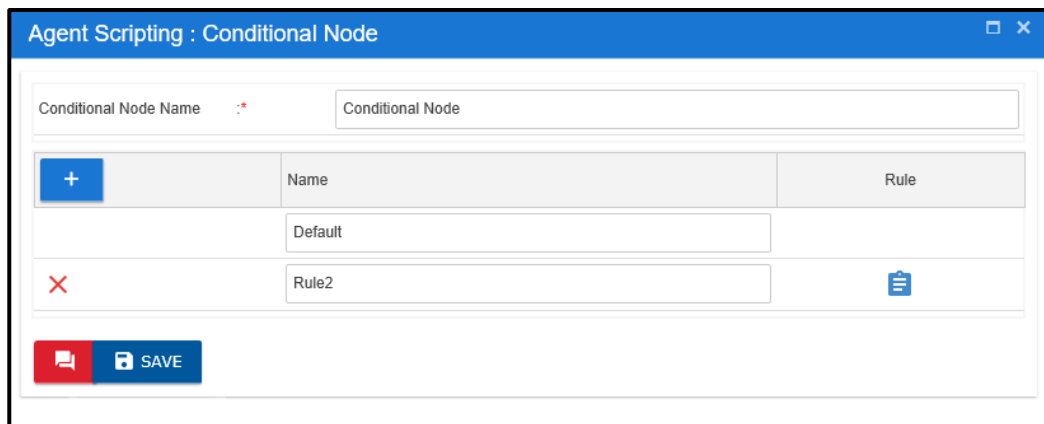 Agent Scripting : Conditional Node
Conditional Node Name :* Conditional Node
+ Name Rule
Default
Rule2
SAVE